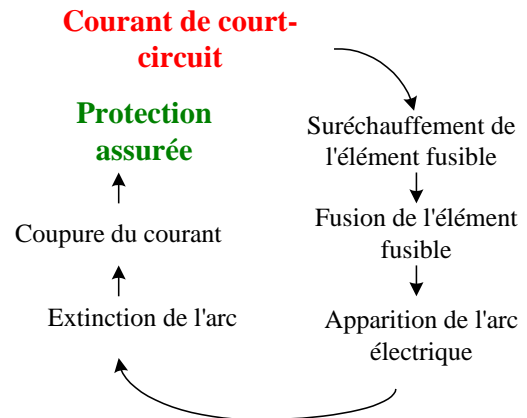 Courant de court-
circuit
Suréchauffement de
l'élément fusible
Fusion de l'élément
fusible
Apparition de l'arc
électrique
Extinction de l'arc
Coupure du courant
Protection
assurée